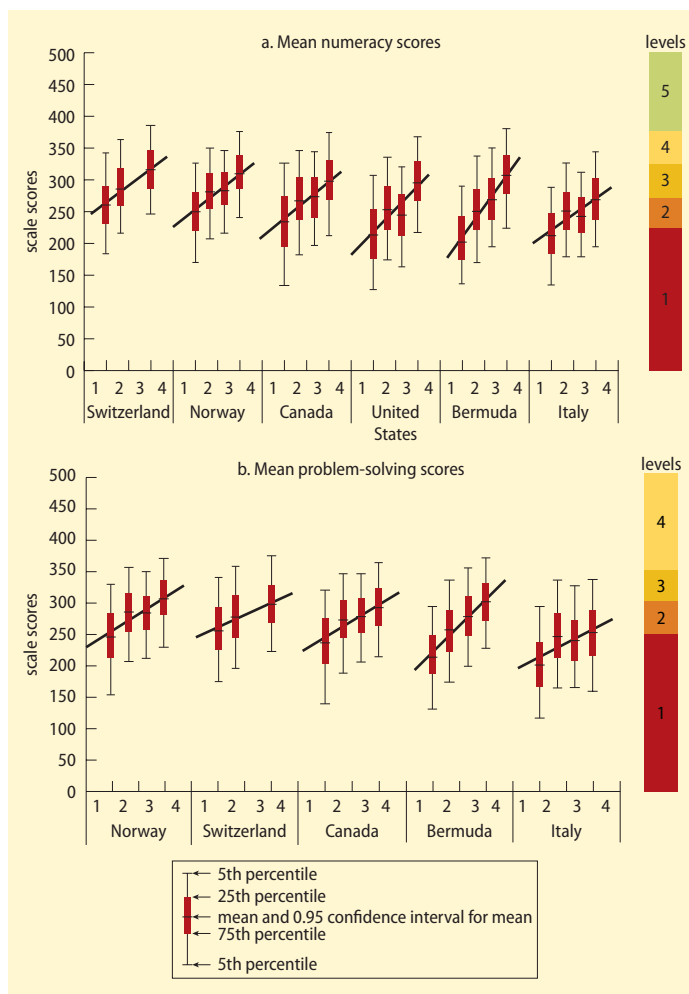 a. Mean numeracy scores
levels
500
450
400
350
300
250
200
150
100
50
0
scale scores
5
4
3
2
1
1 2 3 4 1 2 3 4 1 2 3 4 1 2 3 4 1 2 3 4 1 2 3 4
Switzerland Norway Canada United Bermuda Italy
States
b. Mean problem-solving scores
levels
500
450
400
350
300
250
200
150
100
50
0
scale scores
4
3
2
1
1 2 3 4 1 2 3 4 1 2 3 4 1 2 3 4 1 2 3 4
Norway Switzerland Canada Bermuda Italy
5th percentile
25th percentile
mean and 0.95 confidence interval for mean
75th percentile
5th percentile